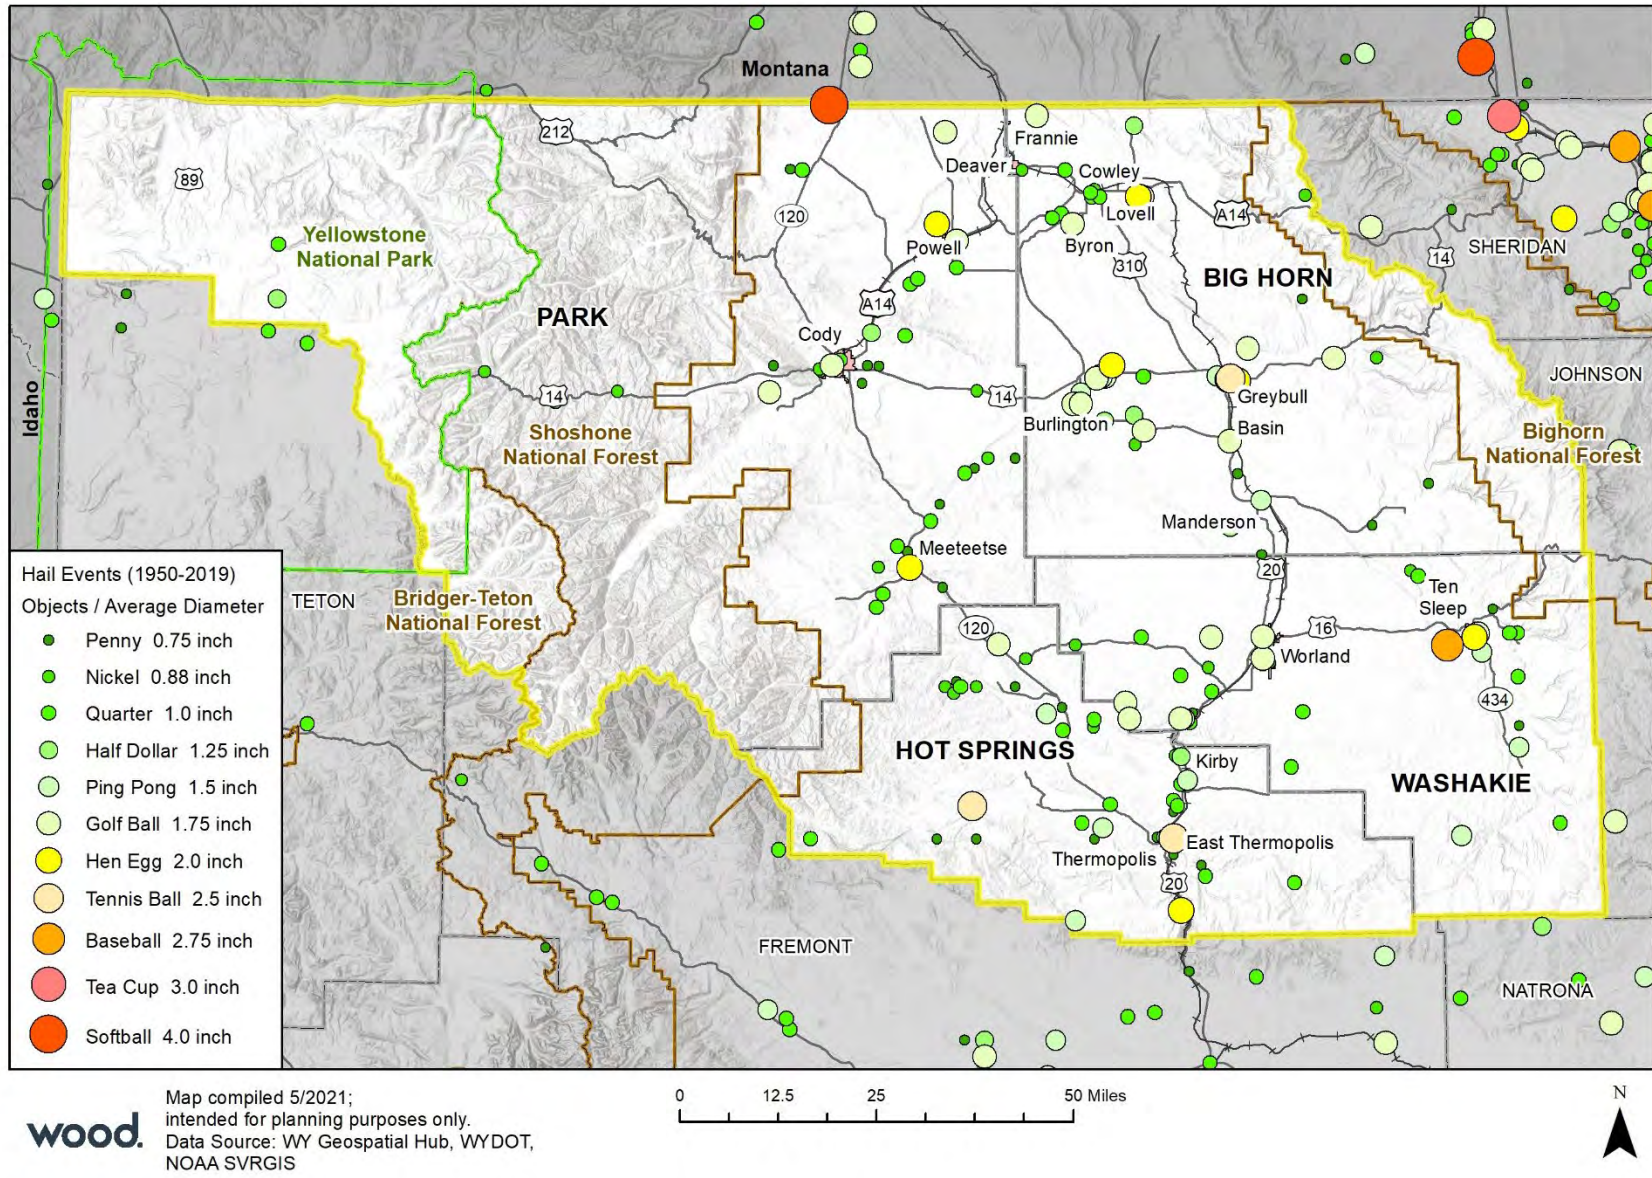 Montana
212
Frannie
Deaver
Cowley
89
120
Lovell
A14
Yellowstone
National Park
Powell
Byron
14
SHERIDAN
310
BIG HORN
PARK
A14
Cody
Idaho
14
14
JOHNSON
Greybull
Shoshone
National Forest
Burlington
Basin
Bighorn
National Forest
Manderson
Meeteetse
20
Ten
Sleep
Hail Events (1950-2019)
Objects / Average Diameter
Penny 0.75 inch
Nickel 0.88 inch
Quarter 1.0 inch
Half Dollar 1.25 inch
Ping Pong 1.5 inch
Golf Ball 1.75 inch
Hen Egg 2.0 inch
Tennis Ball 2.5 inch
Baseball 2.75 inch
Tea Cup 3.0 inch
Softball 4.0 inch
TETON
Bridger-Teton
National Forest
120
16
Worland
434
HOT SPRINGS
Kirby
WASHAKIE
East Thermopolis
Thermopolis
20
FREMONT
NATRONA
wood.
Map compiled 5/2021;
intended for planning purposes only.
Data Source: WY Geospatial Hub, WYDOT,
NOAA SVRGIS
0 12.5 25 50 Miles
N